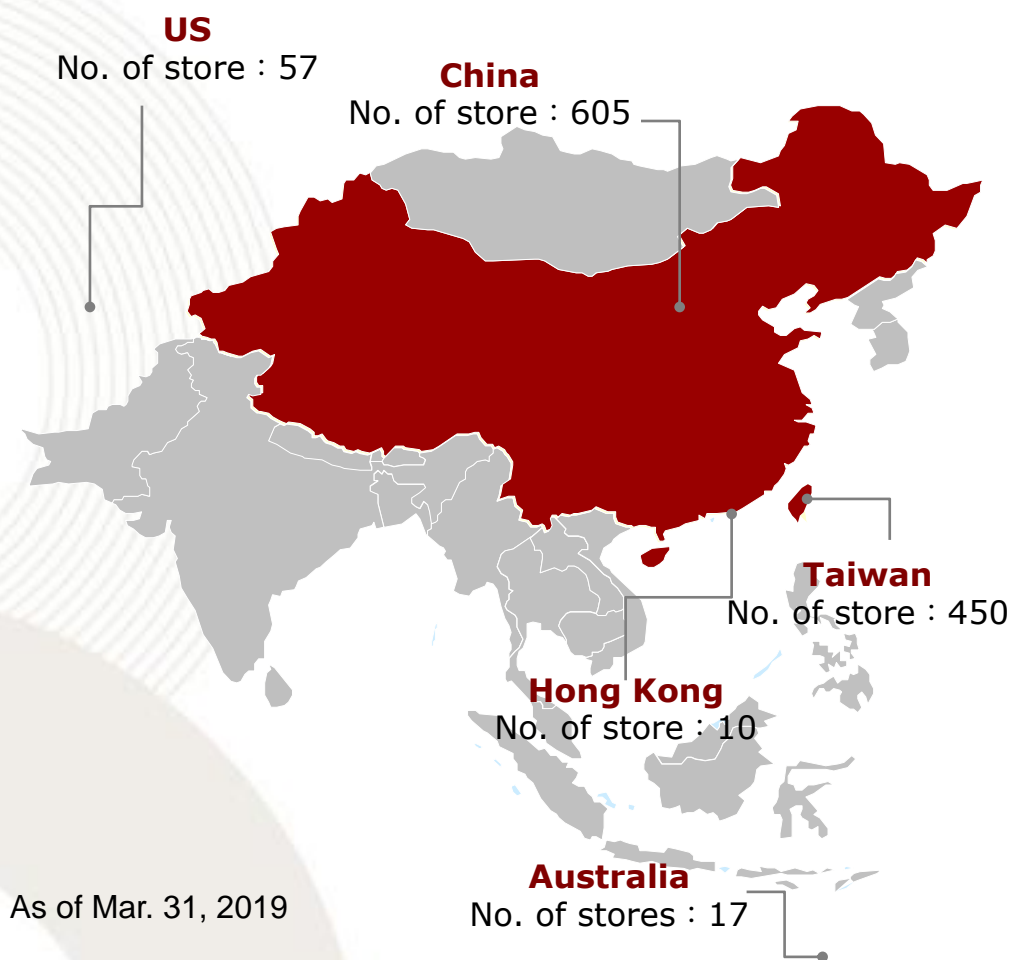 US
No. of store：57
China
No. of store：605
Taiwan
No. of store：450
Hong Kong
No. of store：10
Australia
No. of stores：17
As of Mar. 31, 2019